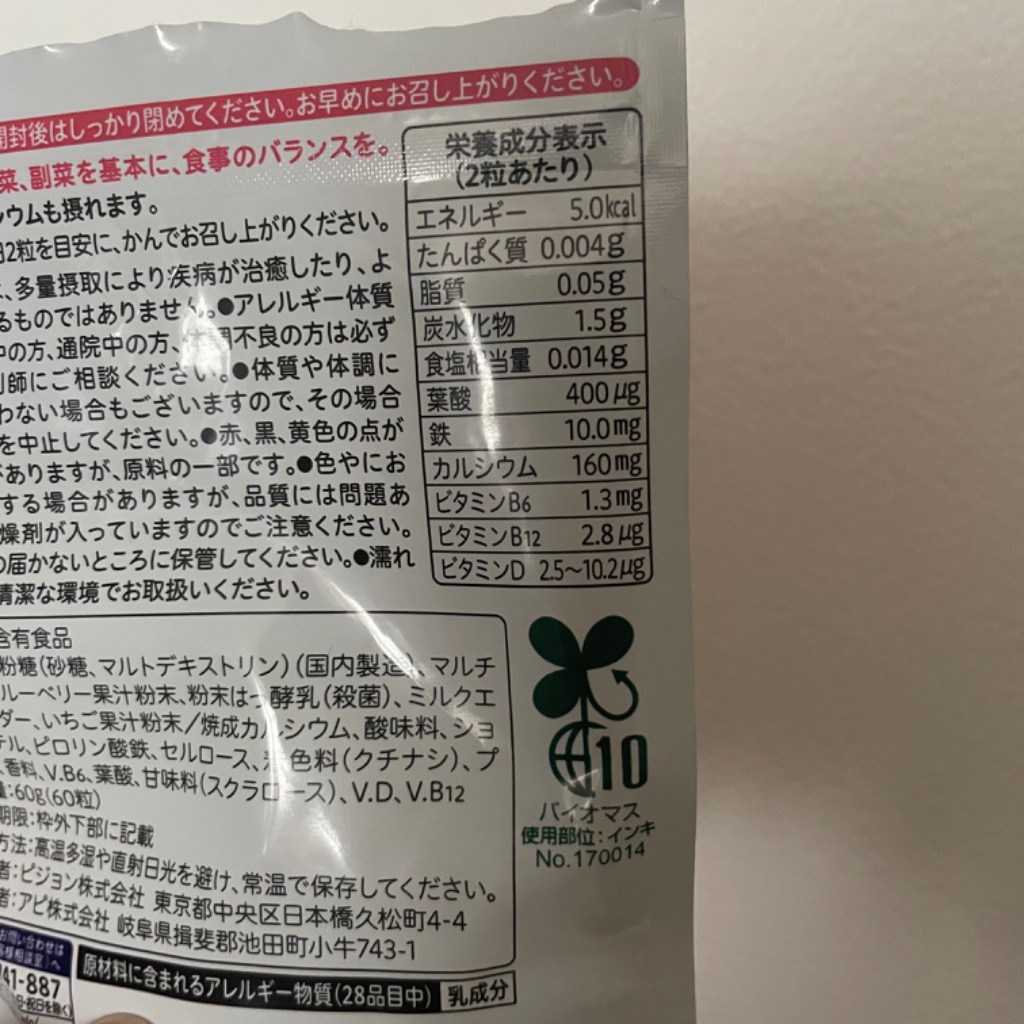 開封後はしっかり閉めてください。お早めにお召し上がりください。
菜、副菜を基本に、食事のバランスを。
シウムも摂れます。
2粒を目安に、かんでお召し上がりください。
、多量摂取により疾病が治癒したり、よ
るものではありません。●アレルギー体質
中の方、通院中の方、体調不良の方は必ず
師にご相談ください。●体質や体調に
わない場合もございますので、その場合
を中止してください。●赤、黒、黄色の点が
がありますが、原料の一部です。●色やにお
する場合がありますが、品質には問題あ
燥剤が入っていますのでご注意ください。
の届かないところに保管してください。●濡れ
清潔な環境でお取扱いください。
栄養成分表示
(2粒あたり)
エネルギー 5.0kcal
たんぱく質 0.004g
脂質 0.05g
炭水化物 1.5g
食塩相当量 0.014g
葉酸 400μg
鉄 10.0mg
カルシウム 160mg
ビタミンB6 1.3mg
ビタミンB12 2.8μg
ビタミンD 2.5~10.2μg
含有食品
粉糖(砂糖、マルトデキストリン)(国内製造)、マルチ
ルーベリー果汁粉末、粉末はっ酵乳(殺菌)、ミルクエ
ダー、いちご果汁粉末/焼成カルシウム、酸味料、ショ
テル、ピロリン酸鉄、セルロース、着色料(クチナシ)、プ
、香料、V.B6、葉酸、甘味料(スクラロース)、V.D、V.B12
量:60g(60粒)
期限:枠外下部に記載
方法:高温多湿や直射日光を避け、常温で保存してください。
者:ピジョン株式会社 東京都中央区日本橋久松町4-4
者:アピ株式会社 岐阜県揖斐郡池田町小牛743-1
10
バイオマス
使用部位:インキ
No.170014
お問い合わせは
客様相談室へ
41-887
日・祝日を除く)
原材料に含まれるアレルギー物質(28品目中) 乳成分